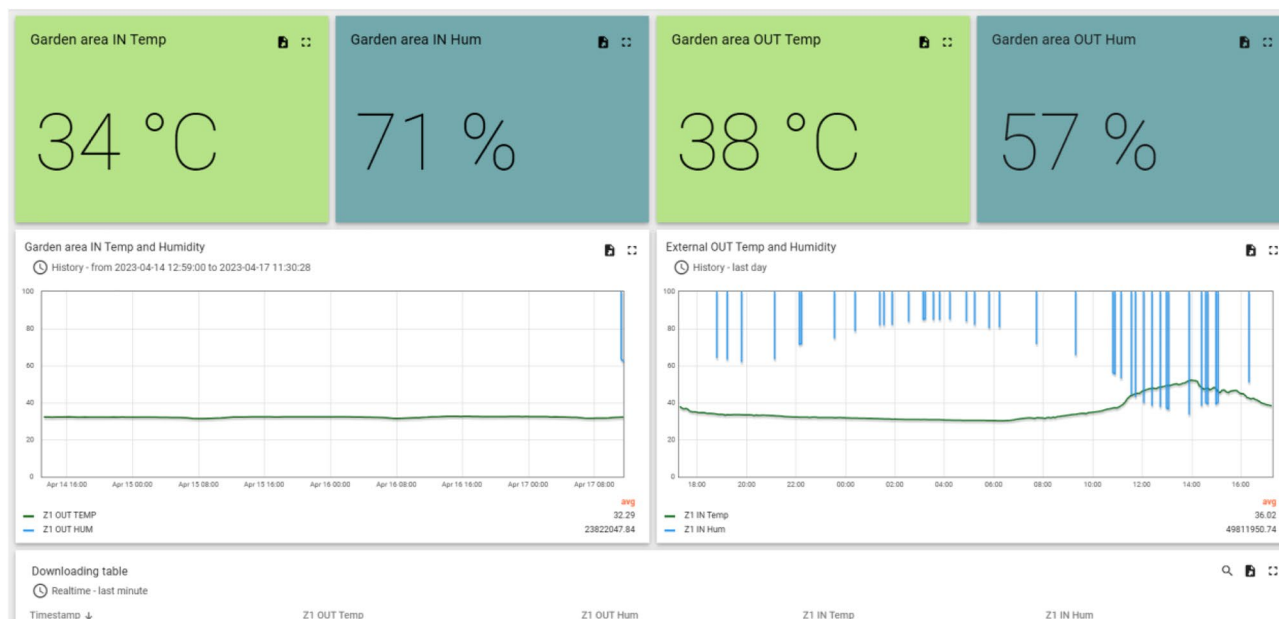 Garden area IN Temp
34 °C
Garden area IN Hum
71 %
Garden area OUT Temp
38 °C
Garden area OUT Hum
57 %
Garden area IN Temp and Humidity
History - from 2023-04-14 12:59:00 to 2023-04-17 11:30:28
100
80
60
40
20
0
Apr 14 16:00 Apr 15 00:00 Apr 15 08:00 Apr 15 16:00 Apr 16 00:00 Apr 16 08:00 Apr 16 16:00 Apr 17 00:00 Apr 17 08:00
avg
Z1 OUT TEMP 32.29
Z1 OUT HUM 23822047.84
External OUT Temp and Humidity
History - last day
100
80
60
40
20
0
18:00 20:00 22:00 00:00 02:00 04:00 06:00 08:00 10:00 12:00 14:00 16:00
avg
Z1 IN Temp 36.02
Z1 IN Hum 49811950.74
Downloading table
Realtime - last minute
Timestamp ↓ Z1 OUT Temp Z1 OUT Hum Z1 IN Temp Z1 IN Hum